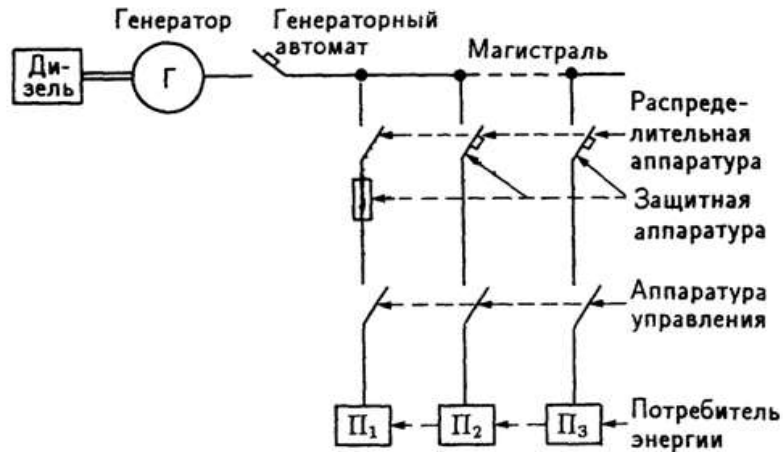 Генератор
Генераторный
автомат
Магистраль
Ди-
зель
Г
Распреде-
лительная
аппаратура
Защитная
аппаратура
Аппаратура
управления
П1
П2
П3
Потребитель
энергии